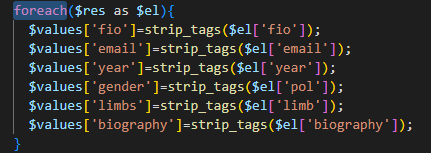 foreach($res as $el){
$values['fio']=strip_tags($el['fio']);
$values['email']=strip_tags($el['email']);
$values['year']=strip_tags($el['year']);
$values['gender']=strip_tags($el['pol']);
$values['limbs']=strip_tags($el['limb']);
$values['biography']=strip_tags($el['biography']);
}